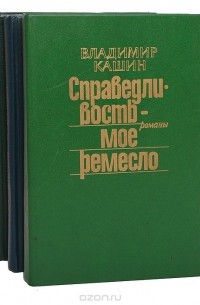 ВЛАДИМИР
КАШИН
Справедли-
вость -
романы
мое
ремесло
ozon.ru